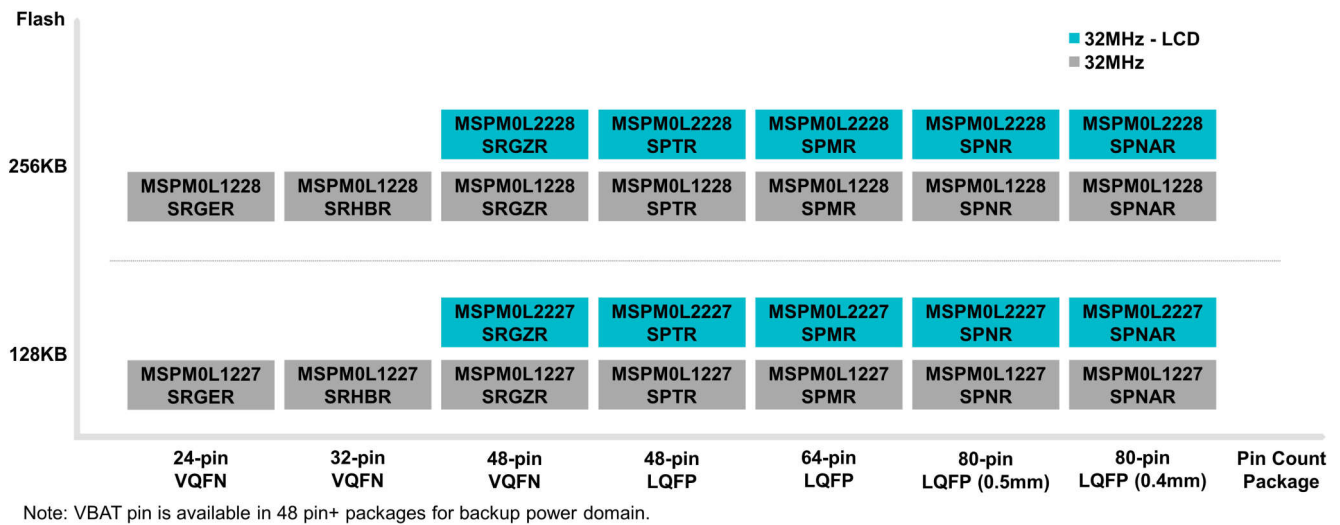 Flash
32MHz - LCD
32MHz
256KB
MSPM0L2228 SRGZR
MSPM0L2228 SPTR
MSPM0L2228 SPMR
MSPM0L2228 SPNR
MSPM0L2228 SPNAR
MSPM0L1228 SRGER
MSPM0L1228 SRHBR
MSPM0L1228 SRGZR
MSPM0L1228 SPTR
MSPM0L1228 SPMR
MSPM0L1228 SPNR
MSPM0L1228 SPNAR
128KB
MSPM0L2227 SRGZR
MSPM0L2227 SPTR
MSPM0L2227 SPMR
MSPM0L2227 SPNR
MSPM0L2227 SPNAR
MSPM0L1227 SRGER
MSPM0L1227 SRHBR
MSPM0L1227 SRGZR
MSPM0L1227 SPTR
MSPM0L1227 SPMR
MSPM0L1227 SPNR
MSPM0L1227 SPNAR
24-pin VQFN
32-pin VQFN
48-pin VQFN
48-pin LQFP
64-pin LQFP
80-pin LQFP (0.5mm)
80-pin LQFP (0.4mm)
Pin Count Package
Note: VBAT pin is available in 48 pin+ packages for backup power domain.